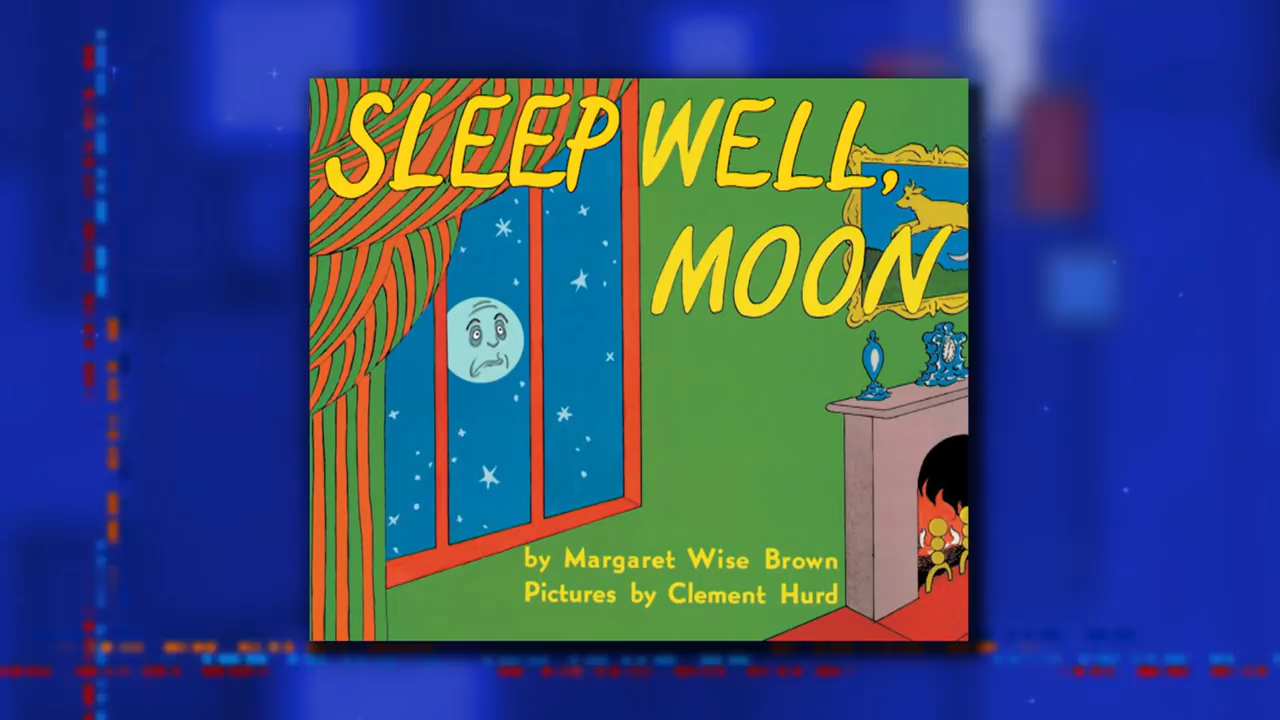 SLEEP WELL,
MOON
by Margaret Wise Brown
Pictures by Clement Hurd